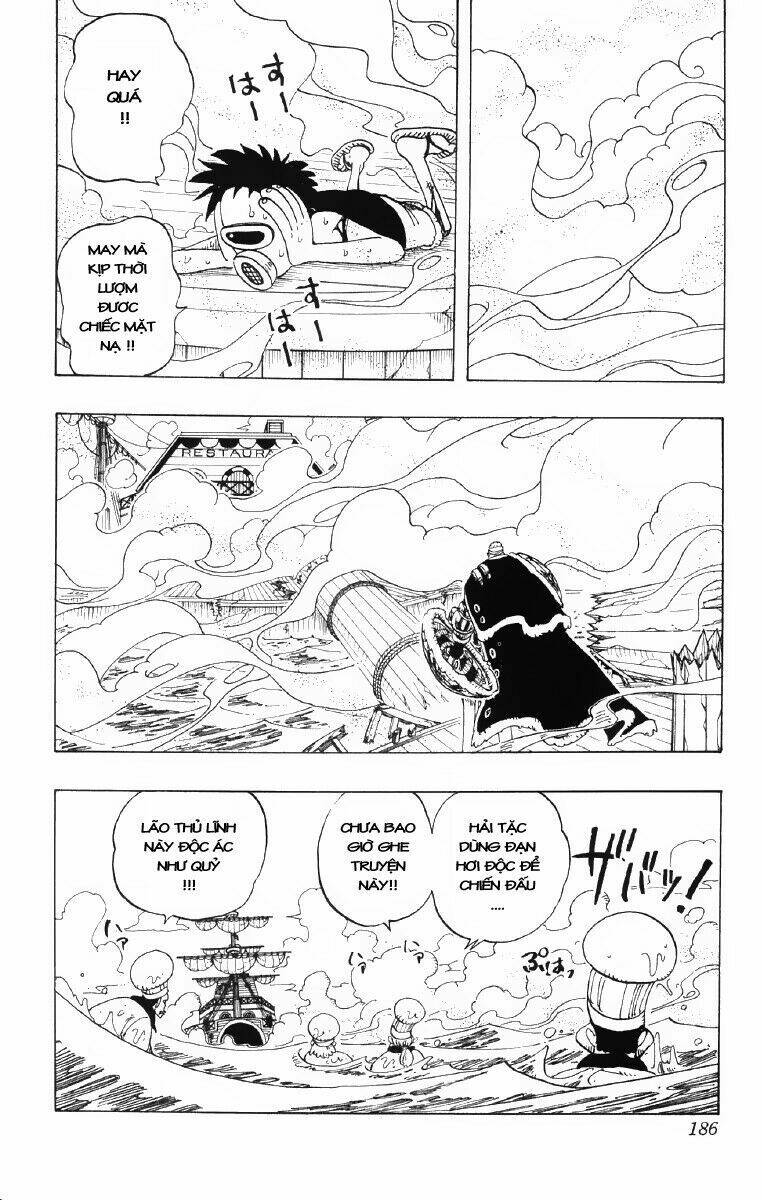 すーはー
HAY
QUÁ
!!
MAY MÀ
KỊP THỜI
LƯỢM
ĐƯƠC
CHIẾC MẶT
NẠ !!
すーはー
RESTAURA
ザバッ!
HẢI TẶC
DÙNG ĐẠN
HƠI ĐỘC ĐỂ
CHIẾN ĐẤU
....
CHƯA BAO
GIỜ GHE
TRUYỆN
NÀY!!
LÃO THỦ LĨNH
NÀY ĐỘC ÁC
NHƯ QUỶ
!!!
ぷはっ
186